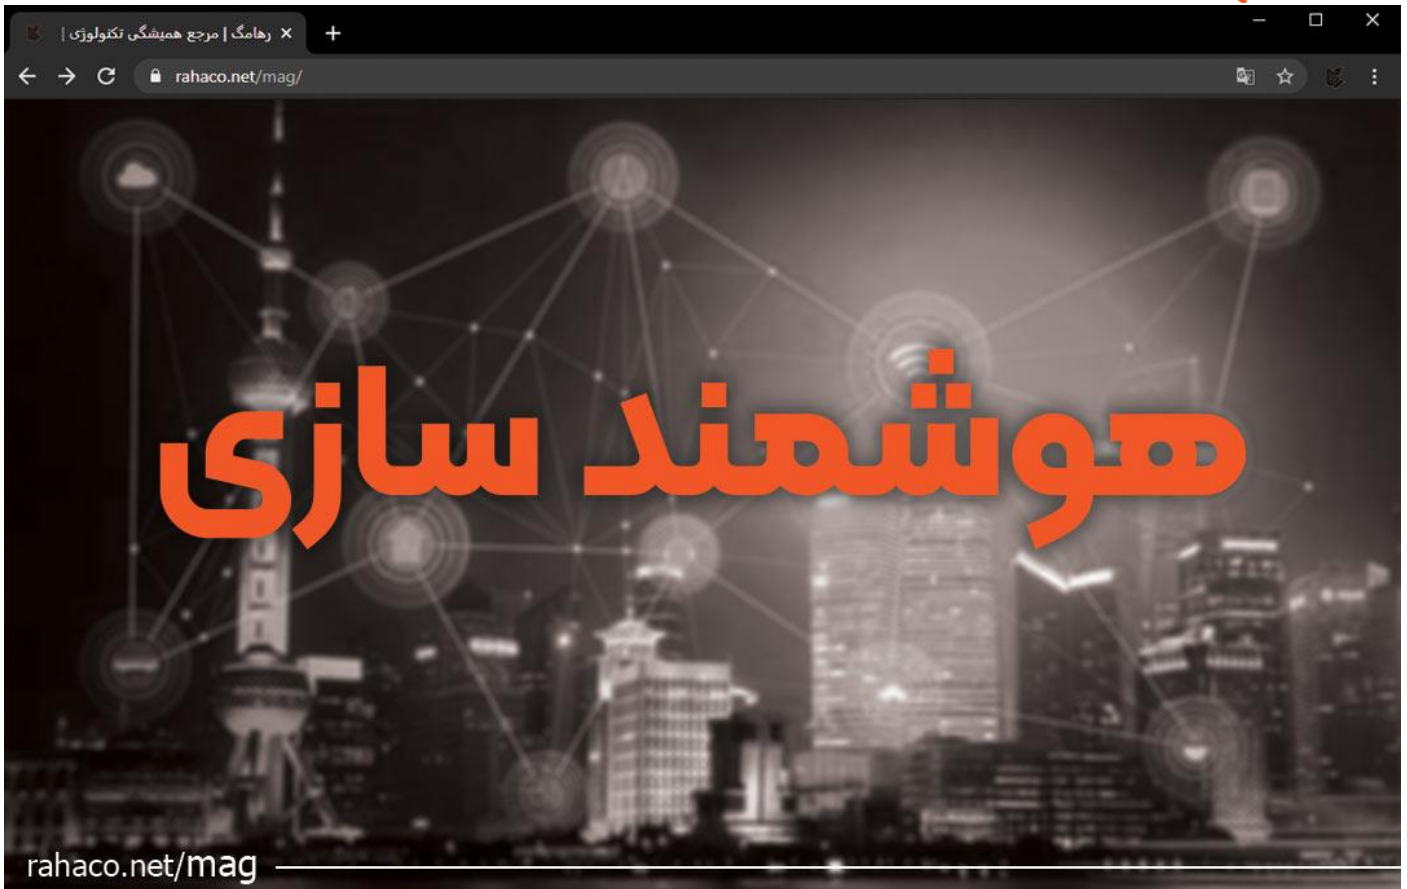 رهامگ | مرجع همیشگی تکنولوژی |
rahaco.net/mag/
هوشمند سازی
rahaco.net/mag